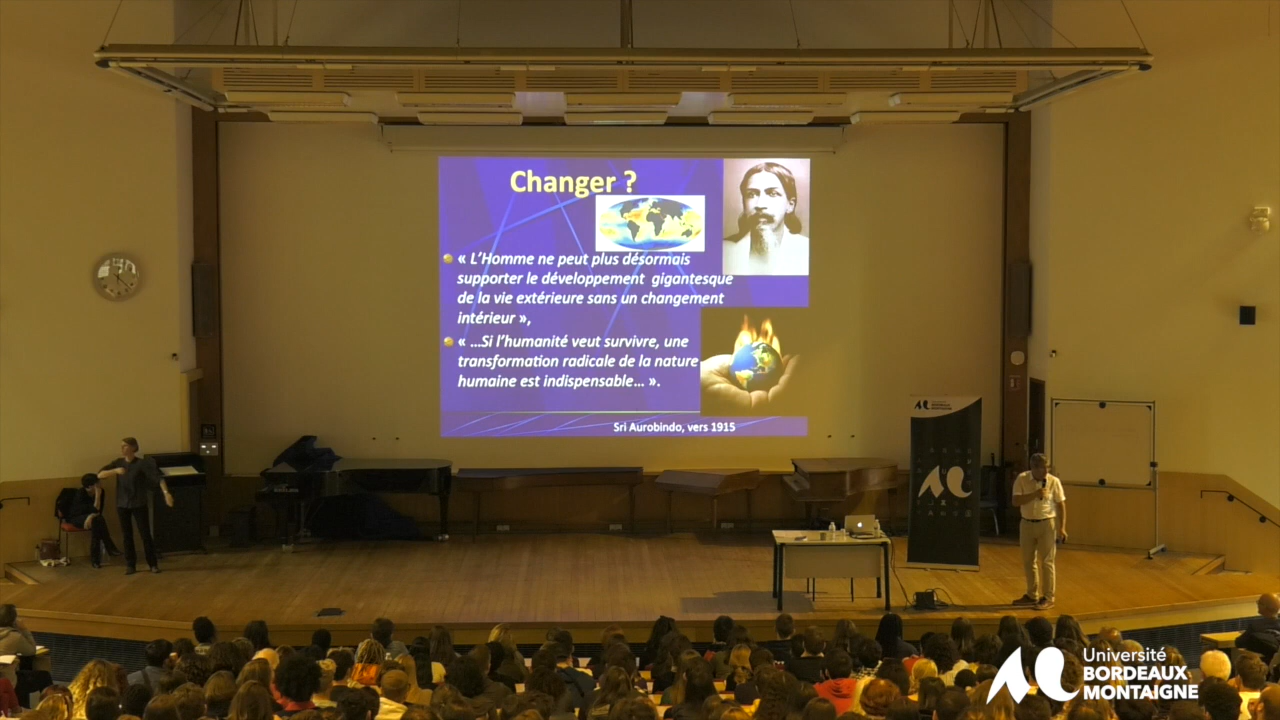 Changer ?
« L'Homme ne peut plus désormais
supporter le développement gigantesque
de la vie extérieure sans un changement
intérieur »,
« ...Si l'humanité veut survivre, une
transformation radicale de la nature
humaine est indispensable... ».
Sri Aurobindo, vers 1915
BORDEAUX
MONTAIGNE
Université
BORDEAUX
MONTAIGNE